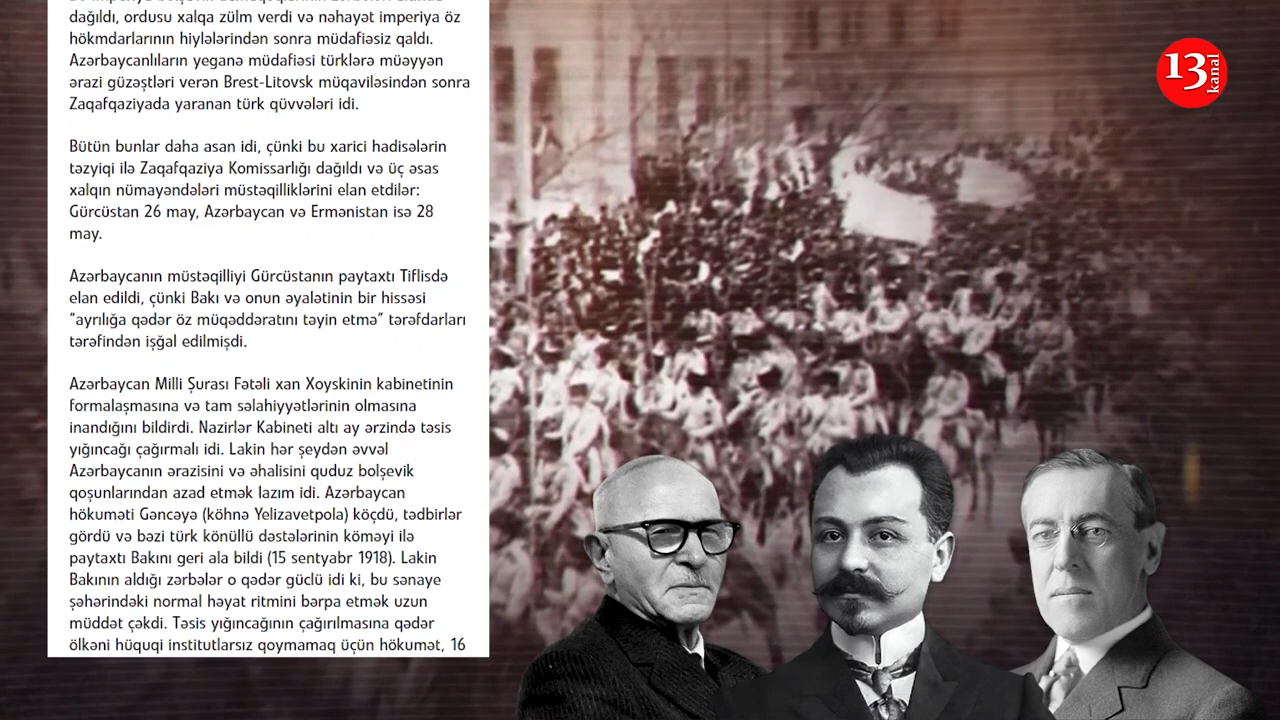 dağıldı, ordusu xalqa zülm verdi və nəhayət imperiya öz
hökmdarlarının hiylələrindən sonra müdafiəsiz qaldı.
Azərbaycanlıların yeganə müdafiəsi türklərə müəyyən
ərazi güzəştləri verən Brest-Litovsk müqaviləsindən sonra
Zaqafqaziyada yaranan türk qüvvələri idi.
Bütün bunlar daha asan idi, çünki bu xarici hadisələrin
təzyiqi ilə Zaqafqaziya Komissarlığı dağıldı və üç əsas
xalqın nümayəndələri müstəqilliklərini elan etdilər:
Gürcüstan 26 may, Azərbaycan və Ermənistan isə 28
may.
Azərbaycanın müstəqilliyi Gürcüstanın paytaxtı Tiflisdə
elan edildi, çünki Bakı və onun əyalətinin bir hissəsi
“ayrılığa qədər öz müqəddəratını təyin etmə” tərəfdarları
tərəfindən işğal edilmişdi.
Azərbaycan Milli Şurası Fətəli xan Xoyskinin kabinetinin
formalaşmasına və tam səlahiyyətlərinin olmasına
inandığını bildirdi. Nazirlər Kabineti altı ay ərzində təsis
yığıncağı çağırmalı idi. Lakin hər şeydən əvvəl
Azərbaycanın ərazisini və əhalisini quduz bolşevik
qoşunlarından azad etmək lazım idi. Azərbaycan
hökuməti Gəncəyə (köhnə Yelizavetpola) köçdü, tədbirlər
gördü və bəzi türk könüllü dəstələrinin köməyi ilə
paytaxtı Bakını geri ala bildi (15 sentyabr 1918). Lakin
Bakının aldığı zərbələr o qədər güclü idi ki, bu sənaye
şəhərindəki normal həyat ritmini bərpa etmək uzun
müddət çəkdi. Təsis yığıncağının çağırılmasına qədər
ölkəni hüquqi institutlarsız qoymamaq üçün hökumət, 16
13
kanal